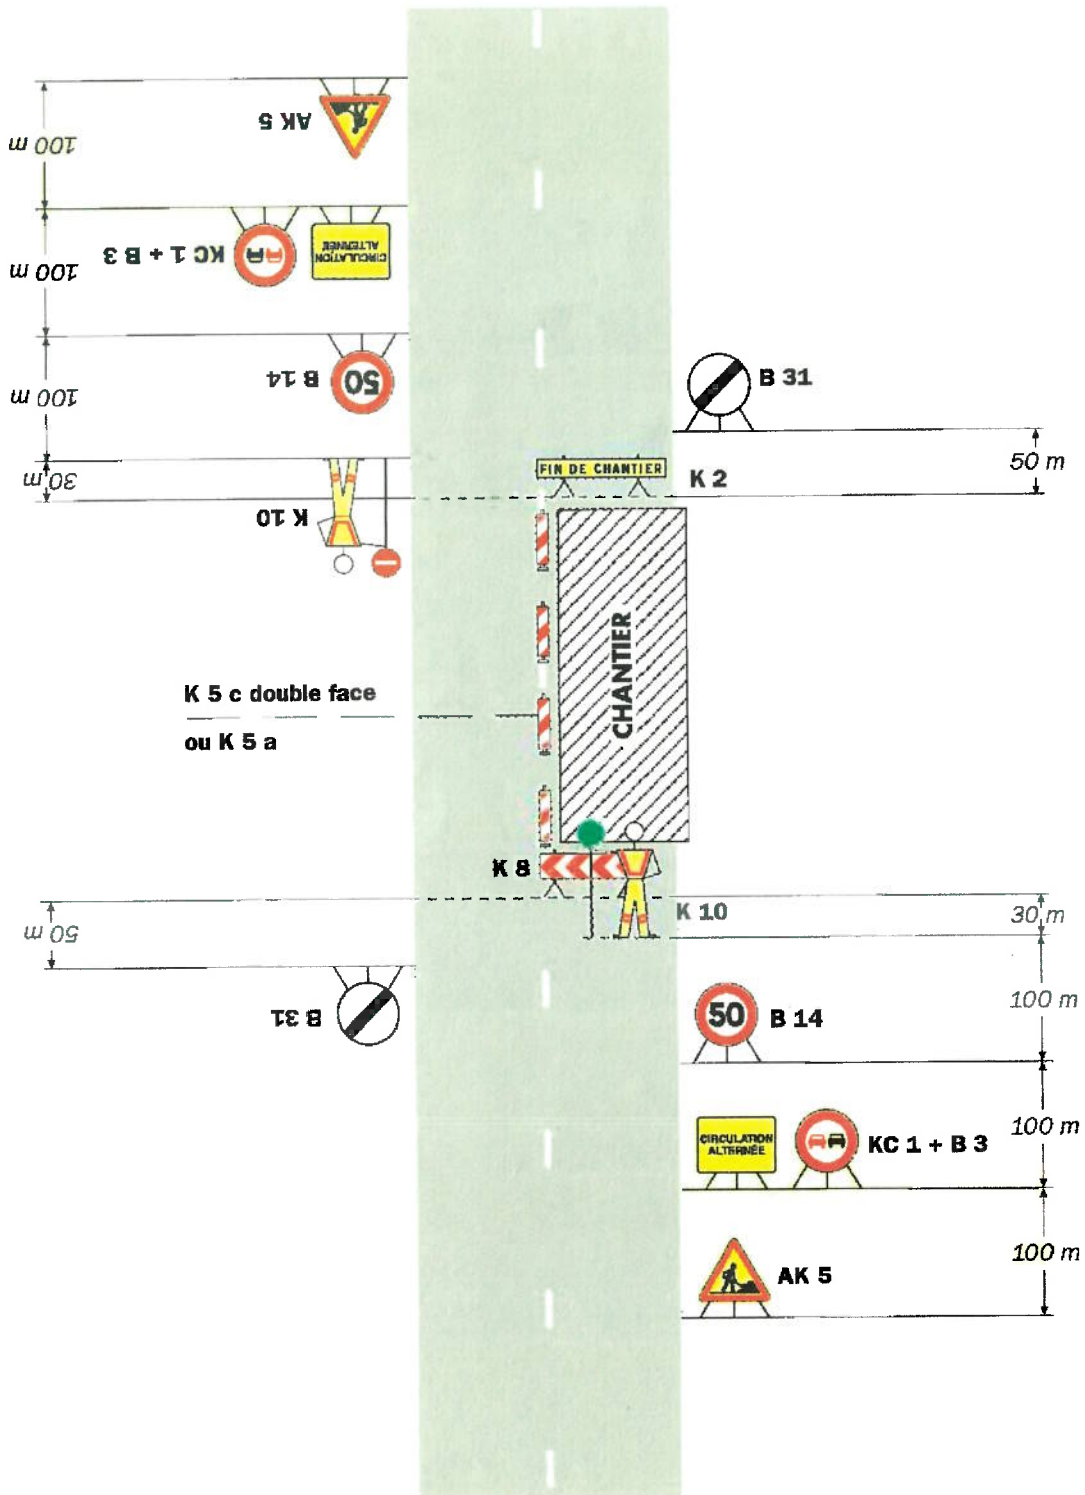 AK 5
100 m
KC 1 + B 3
CIRCULATION
ALTERNÉE
100 m
B 14
50
100 m
B 31
50 m
30 m
K 10
FIN DE CHANTIER
K 2
CHANTIER
K 5 c double face
ou K 5 a
K 8
K 10
30 m
50 m
B 31
50
B 14
100 m
CIRCULATION
ALTERNÉE
KC 1 + B 3
100 m
AK 5
100 m